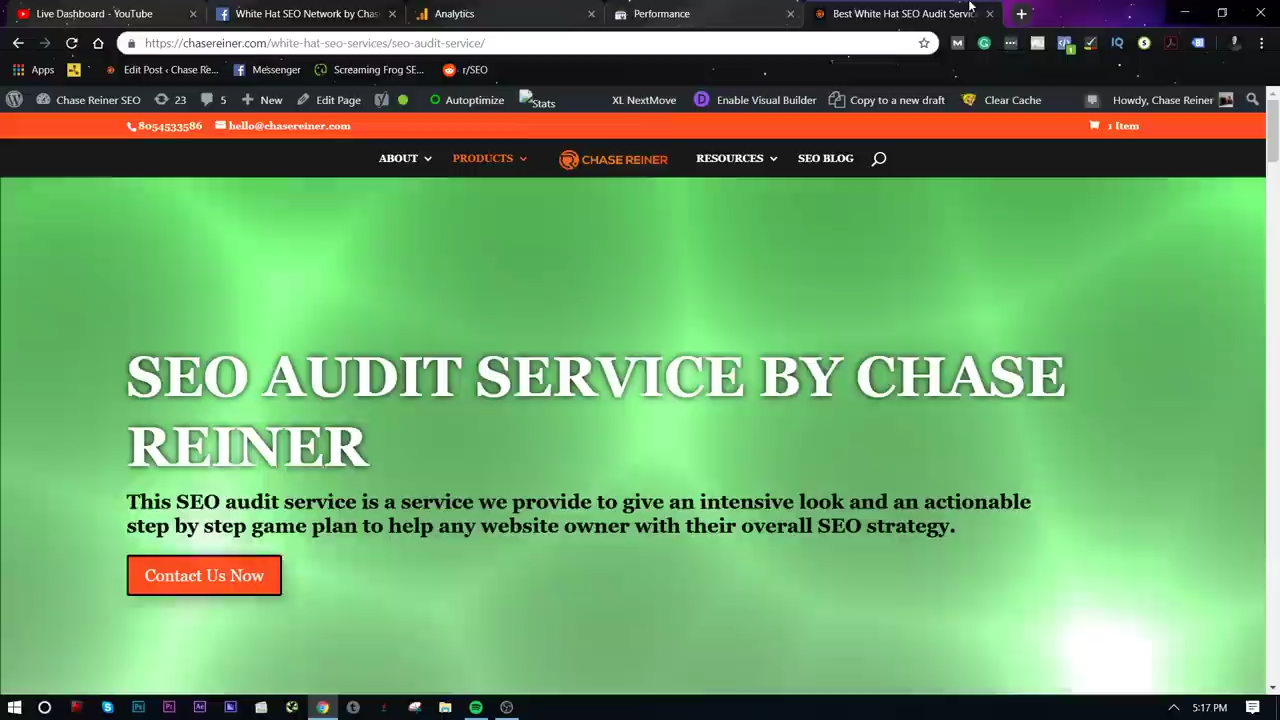 Live Dashboard - YouTube
White Hat SEO Network by Chas
Analytics
Performance
Best White Hat SEO Audit Servic
https://chasereiner.com/white-hat-seo-services/seo-audit-service/
Apps
Edit Post ‹ Chase Re...
Messenger
Screaming Frog SE...
r/SEO
Chase Reiner SEO
23
5
New
Edit Page
Autoptimize
Stats
XL NextMove
Enable Visual Builder
Copy to a new draft
Clear Cache
Howdy, Chase Reiner
8054533586
hello@chasereiner.com
1 Item
ABOUT
PRODUCTS
CHASE REINER
RESOURCES
SEO BLOG
SEO AUDIT SERVICE BY CHASE
REINER
This SEO audit service is a service we provide to give an intensive look and an actionable
step by step game plan to help any website owner with their overall SEO strategy.
Contact Us Now
5:17 PM